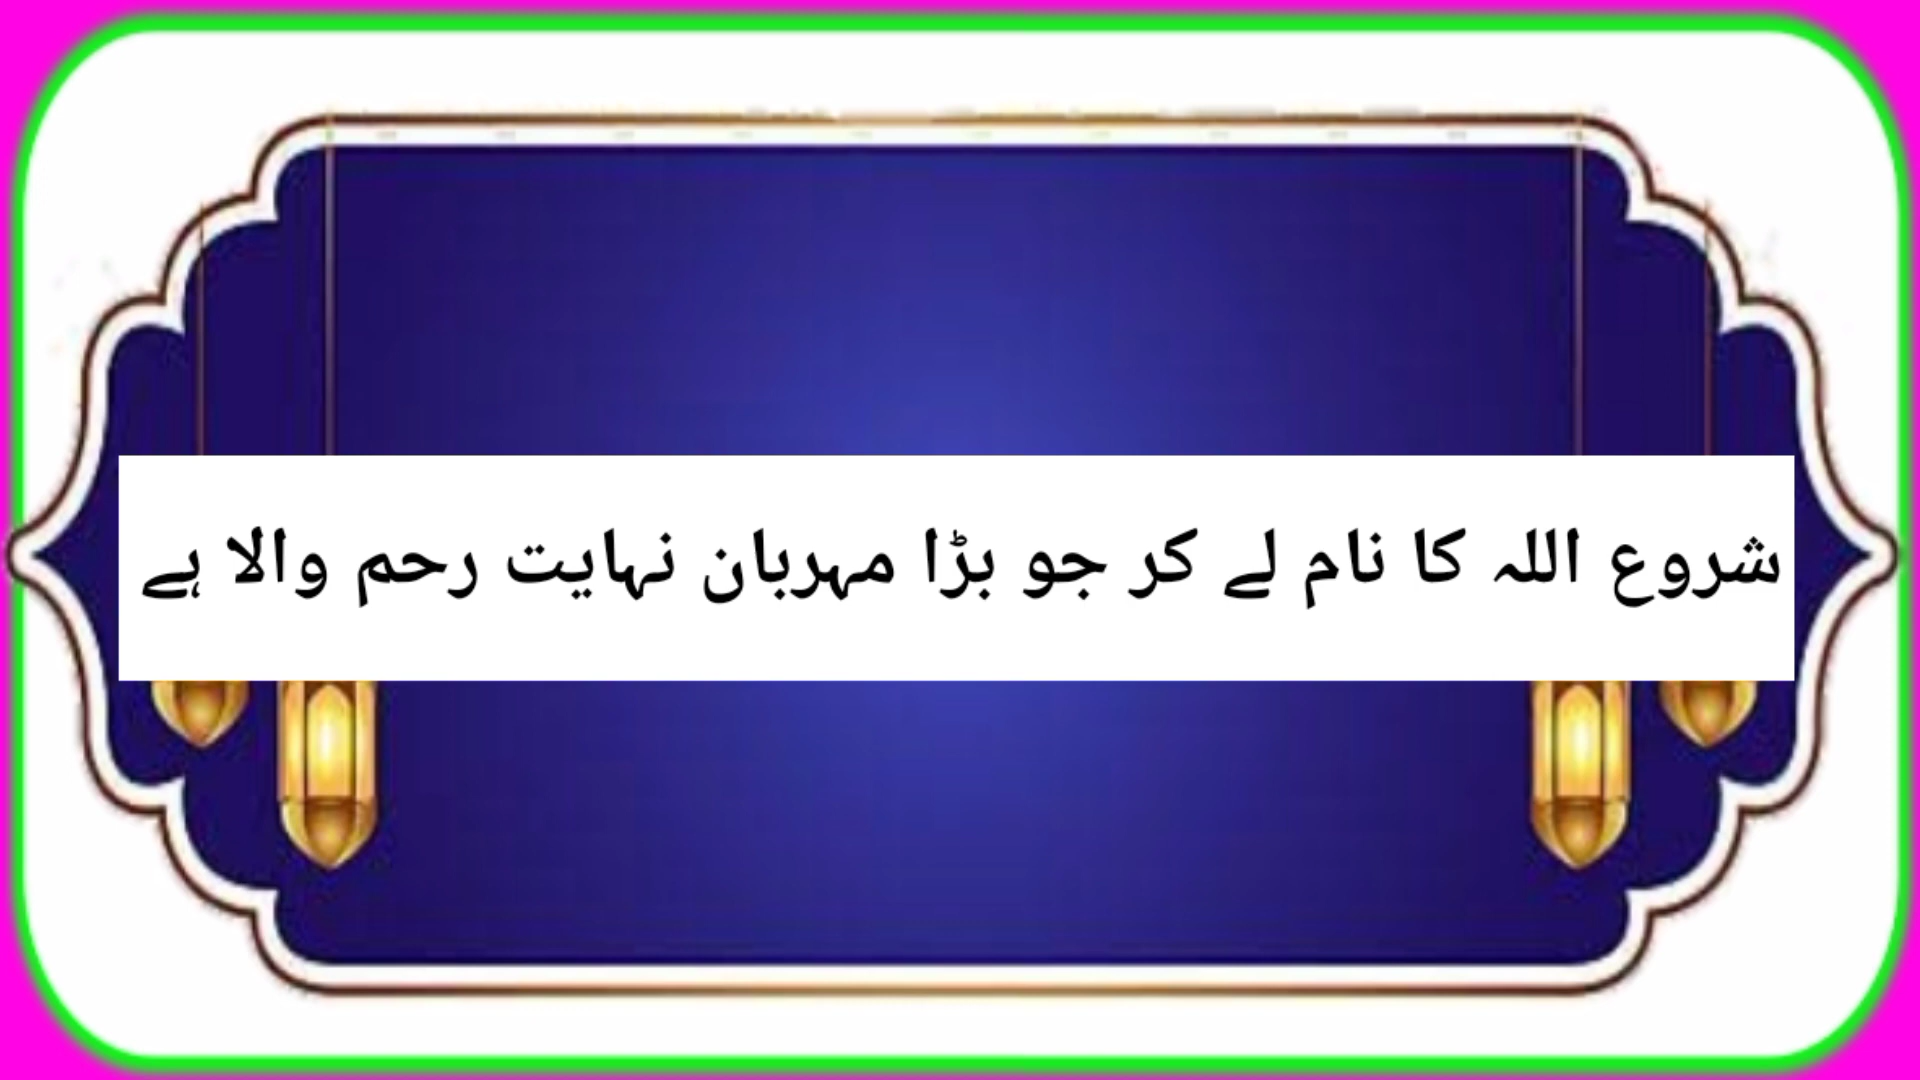 شروع اللہ کا نام لے کر جو بڑا مہربان نہایت رحم والا ہے